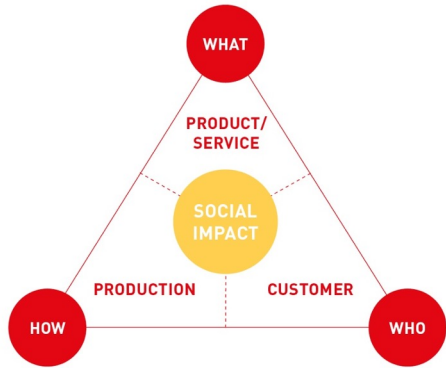 WHAT
PRODUCT/
SERVICE
SOCIAL
IMPACT
PRODUCTION
CUSTOMER
HOW
WHO